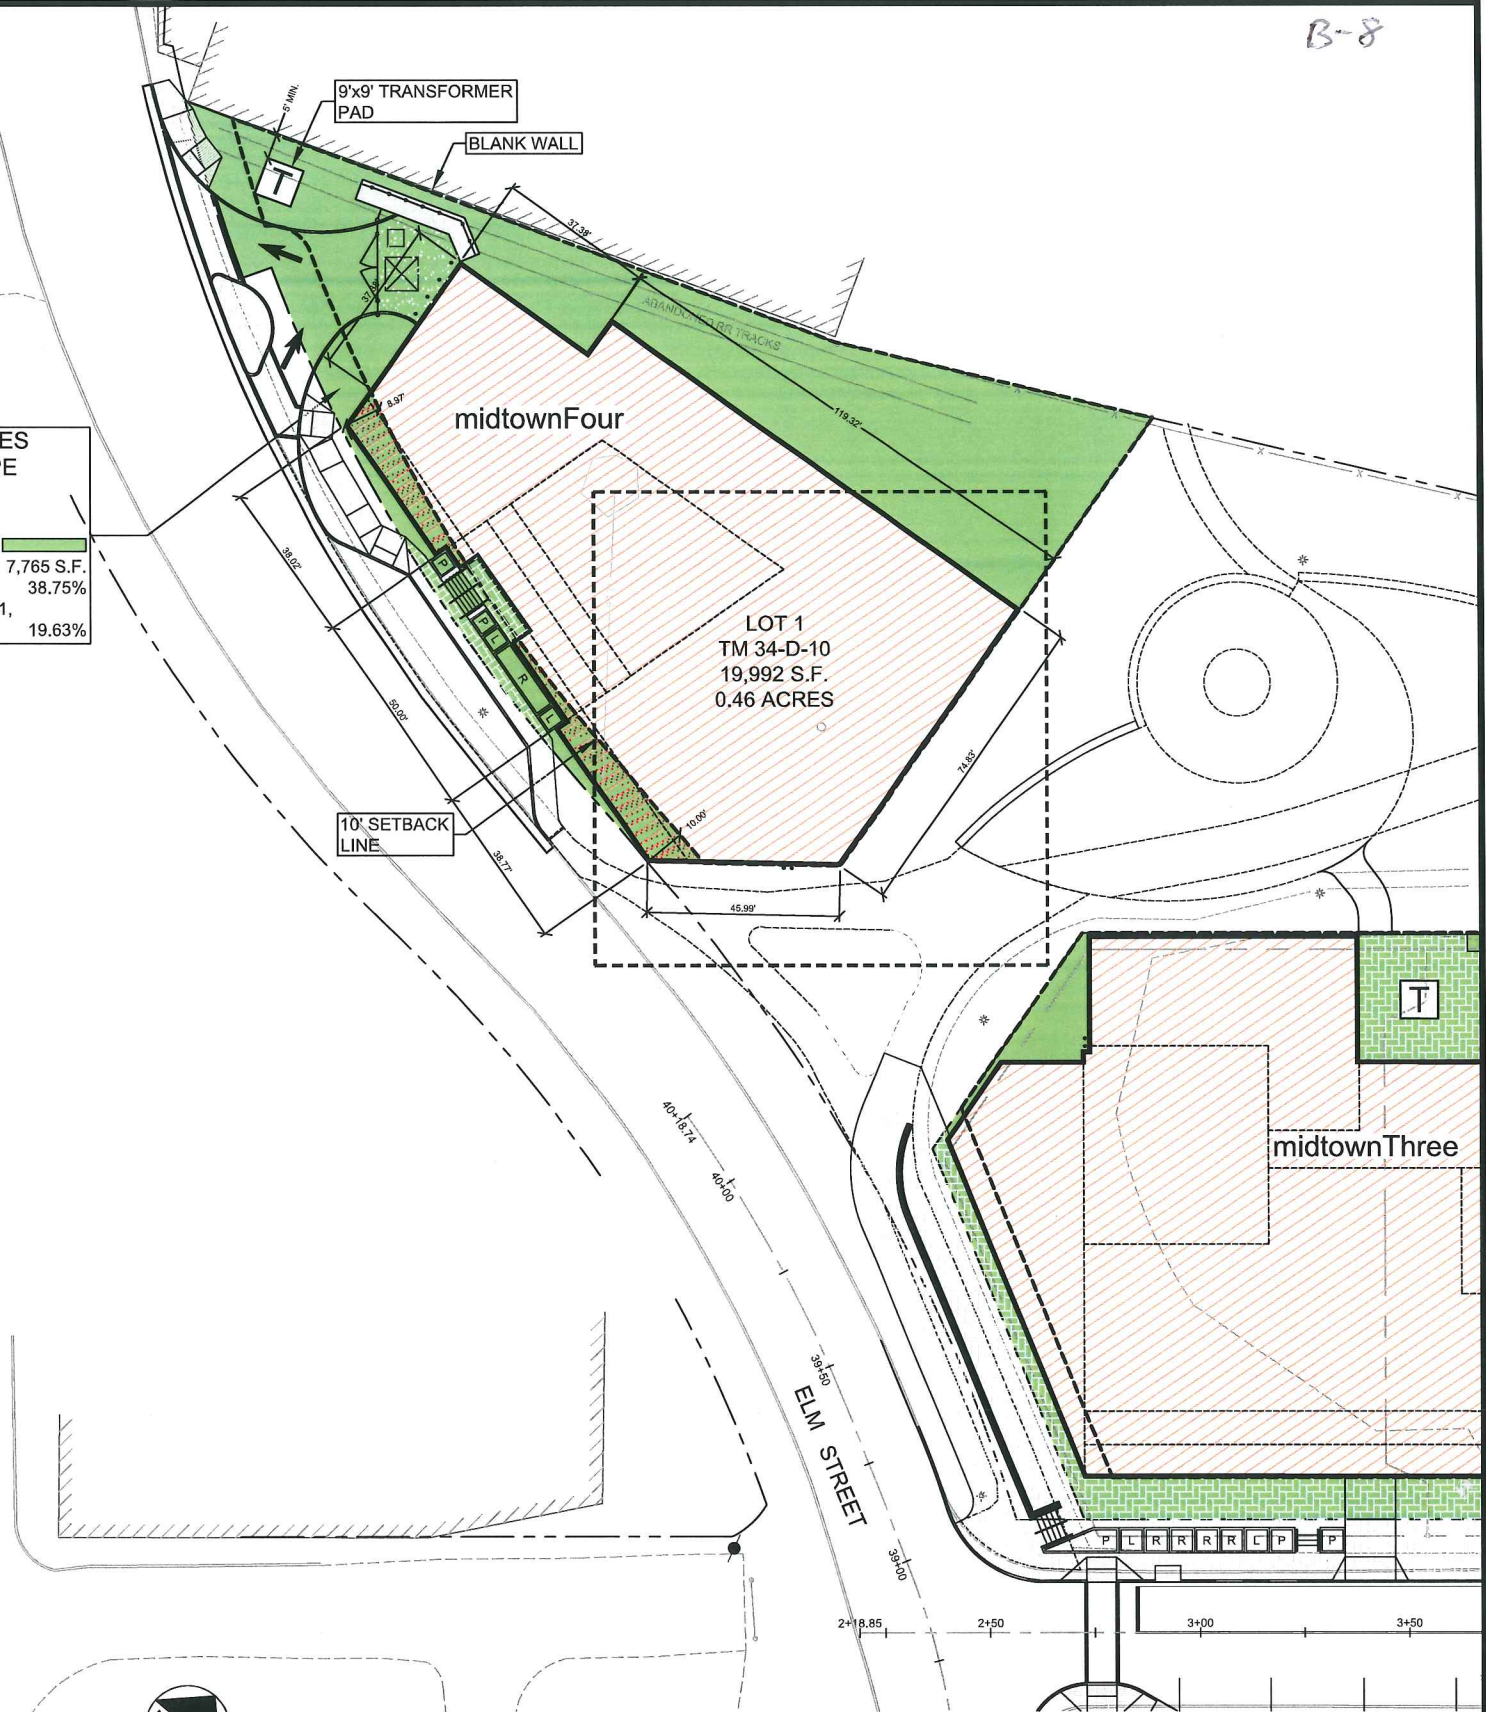 B-8
9'x9' TRANSFORMER
PAD
5' MIN.
BLANK WALL
37.38'
ABANDONED RR TRACKS
T
8.97'
midtownFour
119.32'
ES
PE
7,765 S.F.
38.75%
1,
19.63%
38.02'
P
P
L
R
L
LOT 1
TM 34-D-10
19,992 S.F.
0.46 ACRES
50.00'
74.83'
10' SETBACK
LINE
10.00'
38.77'
45.99'
T
midtownThree
40+18.74
40+00
39+50
ELM STREET
39+00
P L R R R R L P P
2+18.85
2+50
3+00
3+50